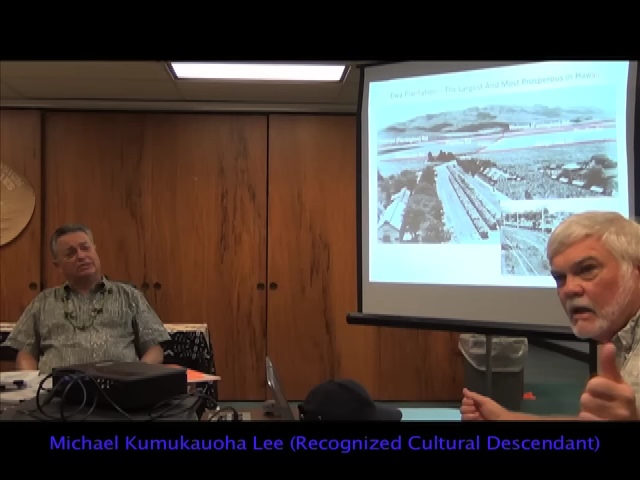 Ewa Plantation - The Largest And Most Prosperous in Hawaii
Michael Kumukauoha Lee (Recognized Cultural Descendant)